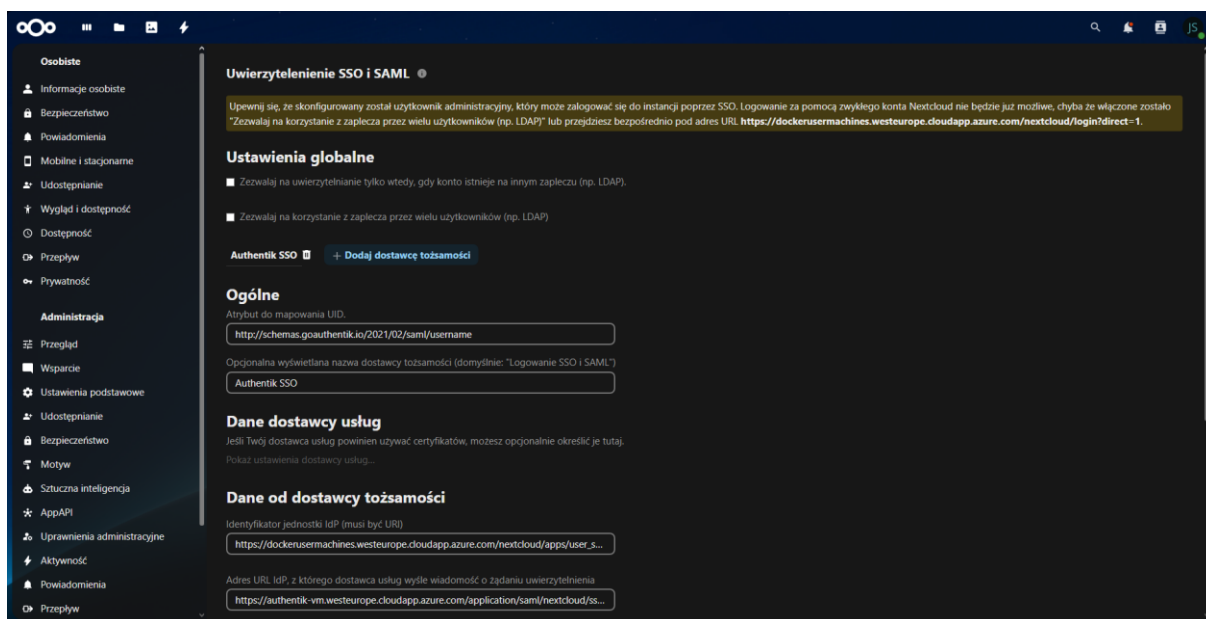 JS
Osobiste
Informacje osobiste
Bezpieczeństwo
Powiadomienia
Mobilne i stacjonarne
Udostępnianie
Wygląd i dostępność
Dostępność
Przepływ
Prywatność
Administracja
Przegląd
Wsparcie
Ustawienia podstawowe
Udostępnianie
Bezpieczeństwo
Motyw
Sztuczna inteligencja
AppAPI
Uprawnienia administracyjne
Aktywność
Powiadomienia
Przepływ
Uwierzytelenienie SSO i SAML
Upewnij się, że skonfigurowany został użytkownik administracyjny, który może zalogować się do instancji poprzez SSO. Logowanie za pomocą zwykłego konta Nextcloud nie będzie już możliwe, chyba że włączone zostało
"Zezwalaj na korzystanie z zaplecza przez wielu użytkowników (np. LDAP)" lub przejdziesz bezpośrednio pod adres URL https://dockerusermachines.westeurope.cloudapp.azure.com/nextcloud/login?direct=1.
Ustawienia globalne
Zezwalaj na uwierzytelnianie tylko wtedy, gdy konto istnieje na innym zapleczu (np. LDAP).
Zezwalaj na korzystanie z zaplecza przez wielu użytkowników (np. LDAP)
Authentik SSO + Dodaj dostawcę tożsamości
Ogólne
Atrybut do mapowania UID.
http://schemas.goauthentik.io/2021/02/saml/username
Opcjonalna wyświetlana nazwa dostawcy tożsamości (domyślnie: "Logowanie SSO i SAML")
Authentik SSO
Dane dostawcy usług
Jeśli Twój dostawca usług powinien używać certyfikatów, możesz opcjonalnie określić je tutaj.
Pokaż ustawienia dostawcy usług...
Dane od dostawcy tożsamości
Identyfikator jednostki IdP (musi być URI)
https://dockerusermachines.westeurope.cloudapp.azure.com/nextcloud/apps/user_s...
Adres URL IdP, z którego dostawca usług wyśle wiadomość o żądaniu uwierzytelnienia
https://authentik-vm.westeurope.cloudapp.azure.com/application/saml/nextcloud/ss...